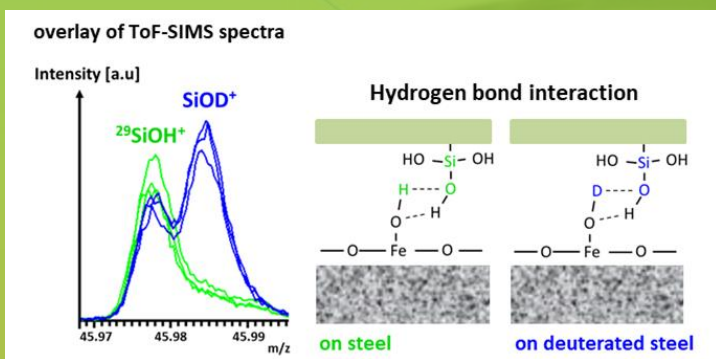 overlay of ToF-SIMS spectra
Intensity [a.u]
SiOD⁺
²⁹SiOH⁺
45.97 45.98 45.99
m/z
Hydrogen bond interaction
HO Si OH
H O
O H
O Fe O
on steel
HO Si OH
D O
O H
O Fe O
on deuterated steel